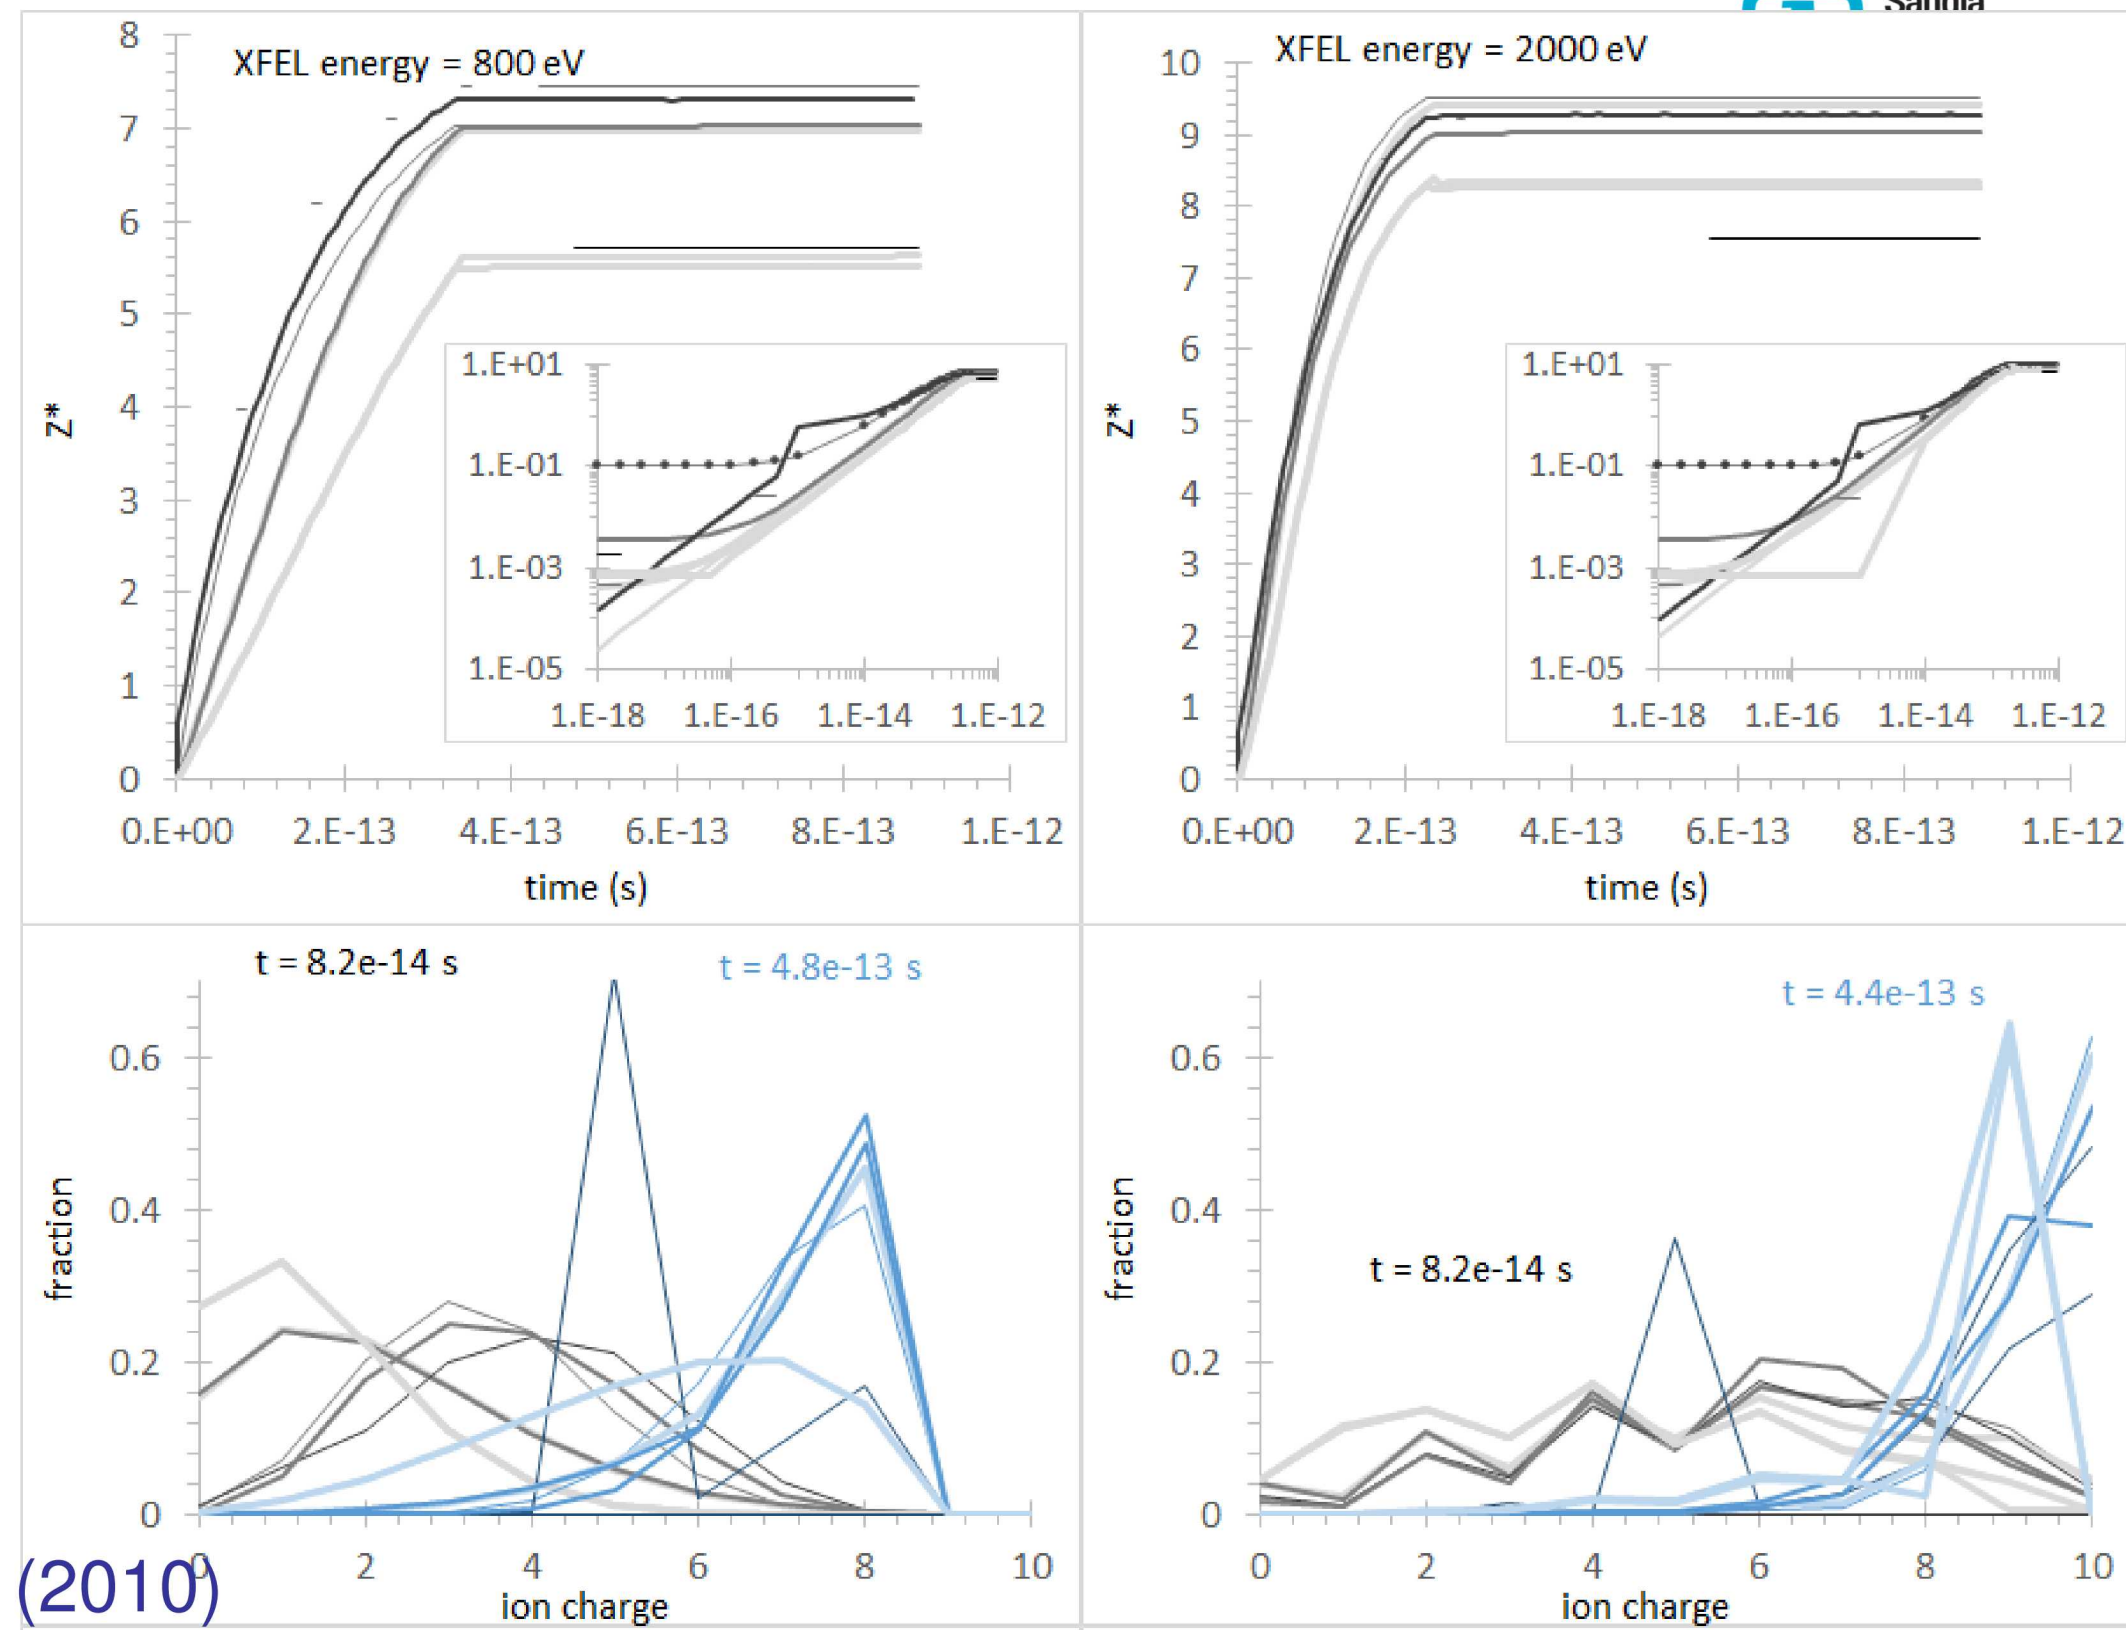 Sandia
XFEL energy = 800 eV
8
7
6
5
4
3
2
1
0
Z*
1.E+01
1.E-01
1.E-03
1.E-05
1.E-18 1.E-16 1.E-14 1.E-12
0.E+00 2.E-13 4.E-13 6.E-13 8.E-13 1.E-12
time (s)
XFEL energy = 2000 eV
10
9
8
7
6
5
4
3
2
1
0
Z*
1.E+01
1.E-01
1.E-03
1.E-05
1.E-18 1.E-16 1.E-14 1.E-12
0.E+00 2.E-13 4.E-13 6.E-13 8.E-13 1.E-12
time (s)
t = 8.2e-14 s
t = 4.8e-13 s
0.6
0.4
0.2
0
fraction
0 2 4 6 8 10
ion charge
(2010)
t = 4.4e-13 s
t = 8.2e-14 s
0.6
0.4
0.2
0
fraction
0 2 4 6 8 10
ion charge